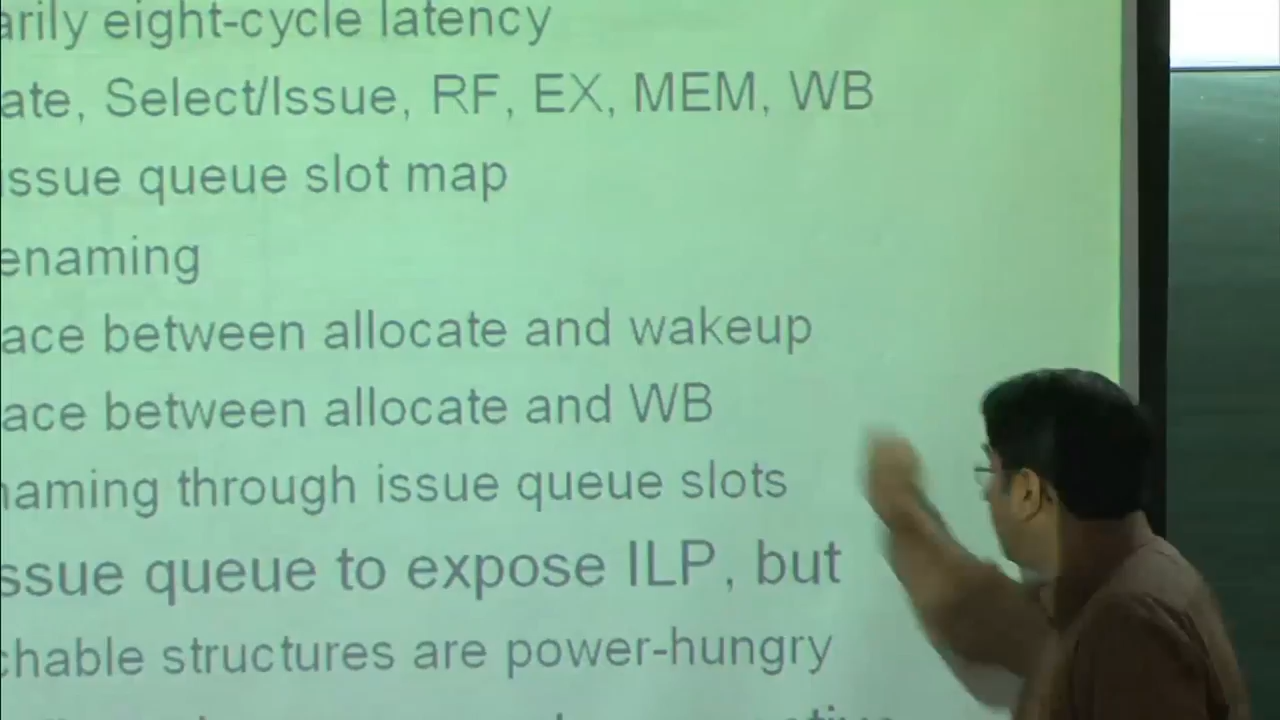 arily eight-cycle latency
ate, Select/Issue, RF, EX, MEM, WB
ssue queue slot map
enaming
ace between allocate and wakeup
ace between allocate and WB
naming through issue queue slots
ssue queue to expose ILP, but
chable structures are power-hungry